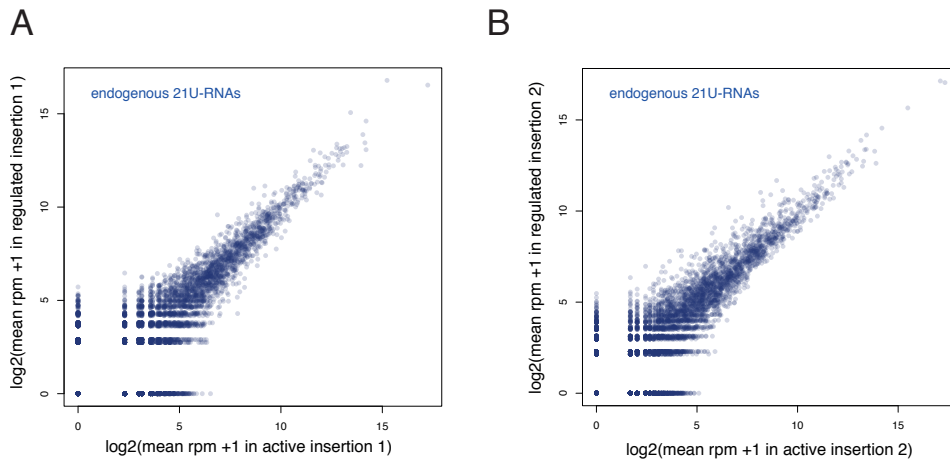 A
B
endogenous 21U-RNAs
log2(mean rpm +1 in regulated insertion 1)
15
10
5
0
0
5
10
15
log2(mean rpm +1 in active insertion 1)
endogenous 21U-RNAs
log2(mean rpm +1 in regulated insertion 2)
15
10
5
0
0
5
10
15
log2(mean rpm +1 in active insertion 2)